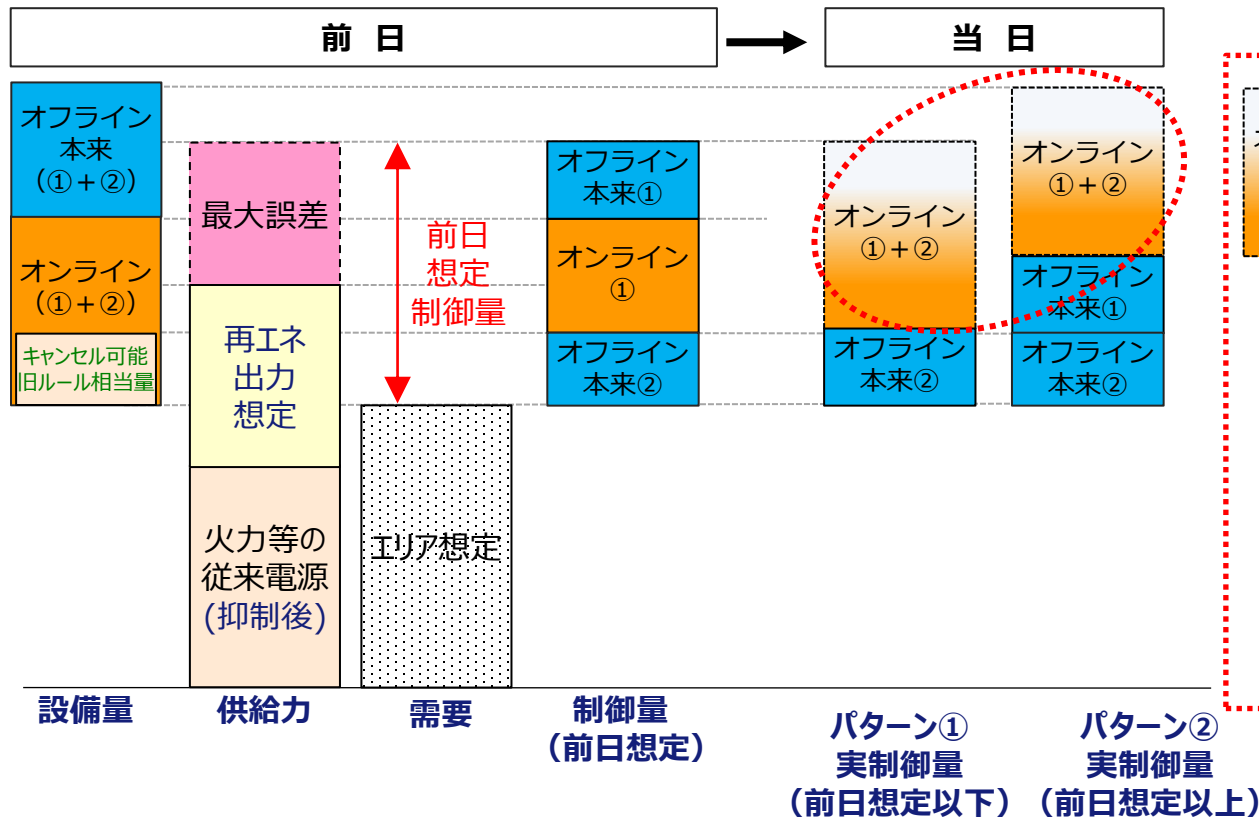 前 日
当 日
オフライン
本来
（①＋②）
オンライン
（①＋②）
キャンセル可能
旧ルール相当量
最大誤差
再エネ
出力
想定
火力等の
従来電源
(抑制後)
前日
想定
制御量
エリア想定
オフライン
本来①
オンライン
①
オフライン
本来②
オンライン
①＋②
オフライン
本来②
オンライン
①＋②
オフライン
本来①
オフライン
本来②
設備量
供給力
需要
制御量
（前日想定）
パターン①
実制御量
（前日想定以下）
パターン②
実制御量
（前日想定以上）